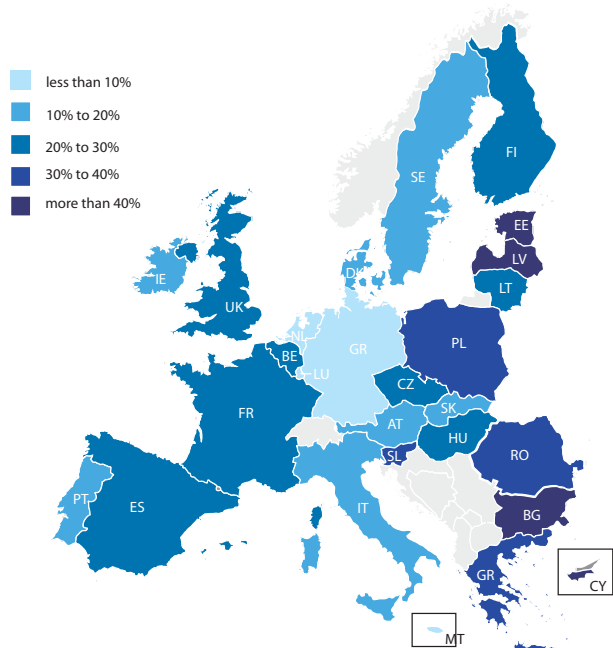 less than 10%
10% to 20%
20% to 30%
30% to 40%
more than 40%
FI
SE
EE
LV
DK
LT
IE
UK
NL
GR
PL
BE
LU
CZ
FR
SK
AT
HU
SL
RO
PT
ES
IT
BG
GR
CY
MT